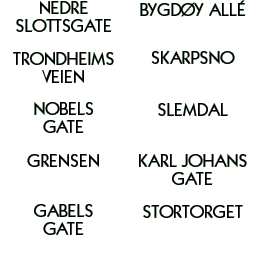 NEDRE
SLOTTSGATE
TRONDHEIMS
VEIEN
NOBELS
GATE
GRENSEN
GABELS
GATE
BYGDØY ALLÉ
SKARPSNO
SLEMDAL
KARL JOHANS
GATE
STORTORGET